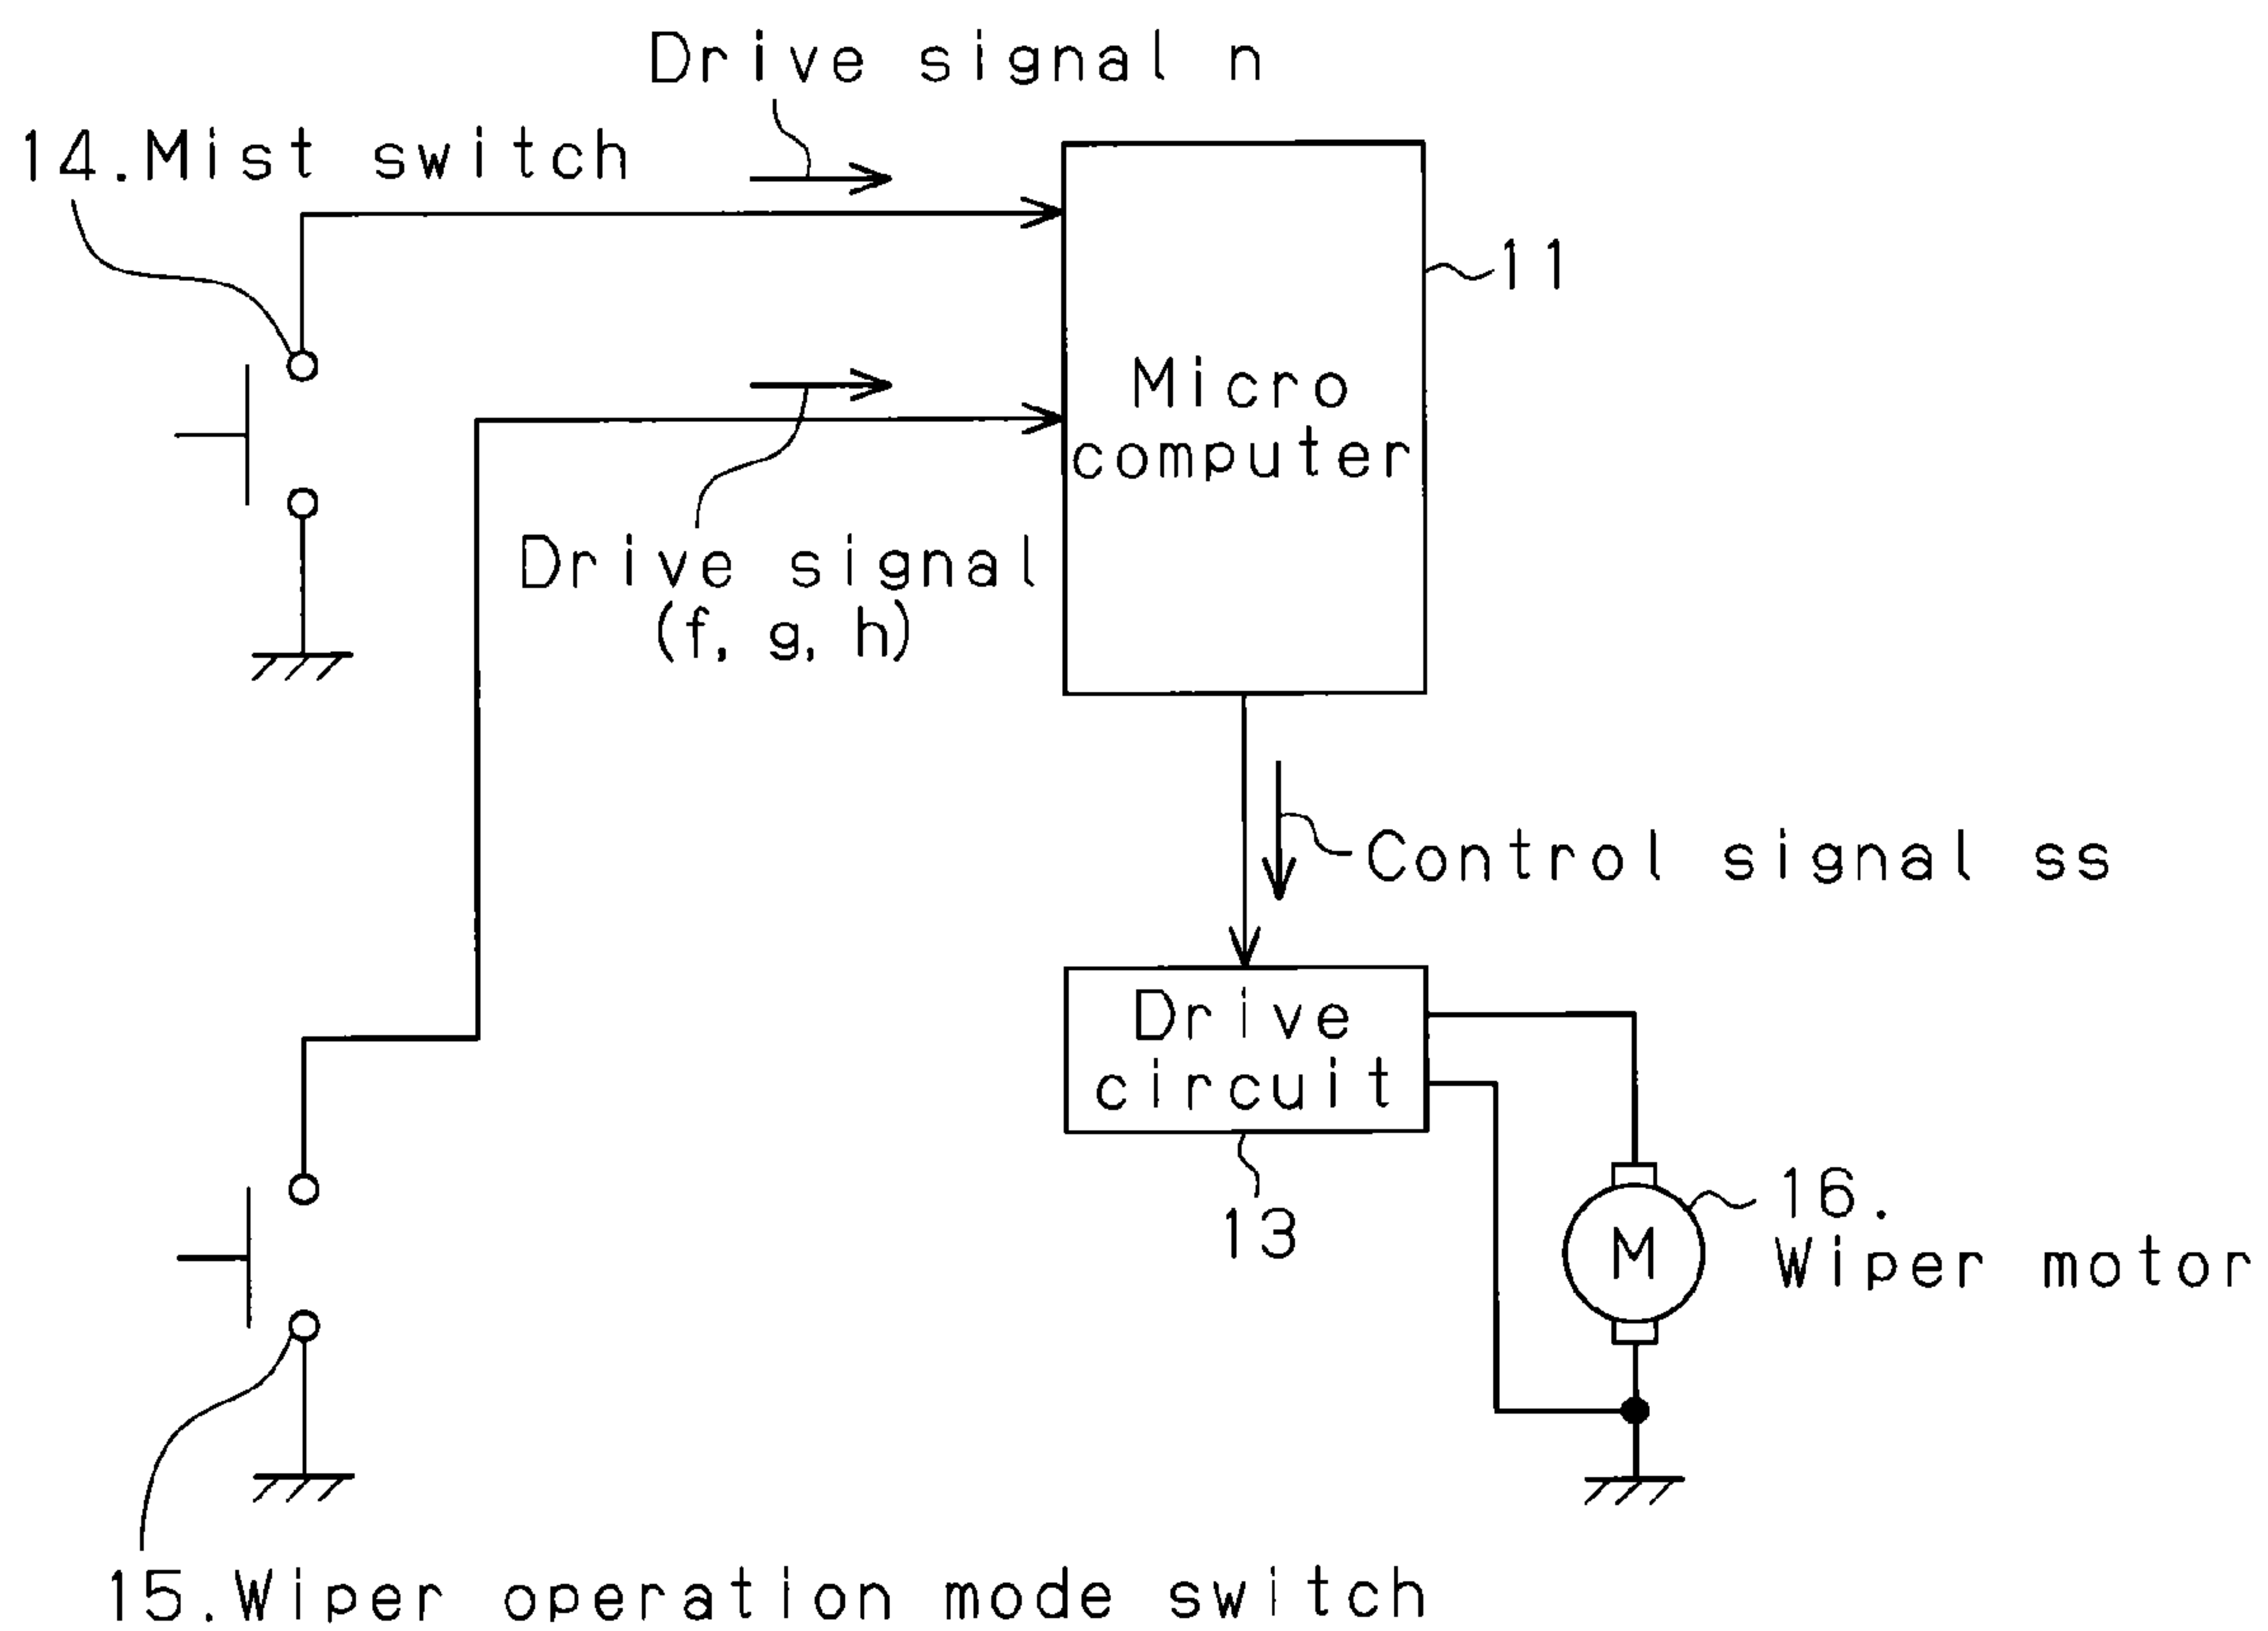 Drive signal n
14.Mist switch
11
Micro
computer
Drive signal
(f, g, h)
Control signal ss
Drive
circuit
13
16.
Wiper motor
M
15.Wiper operation mode switch